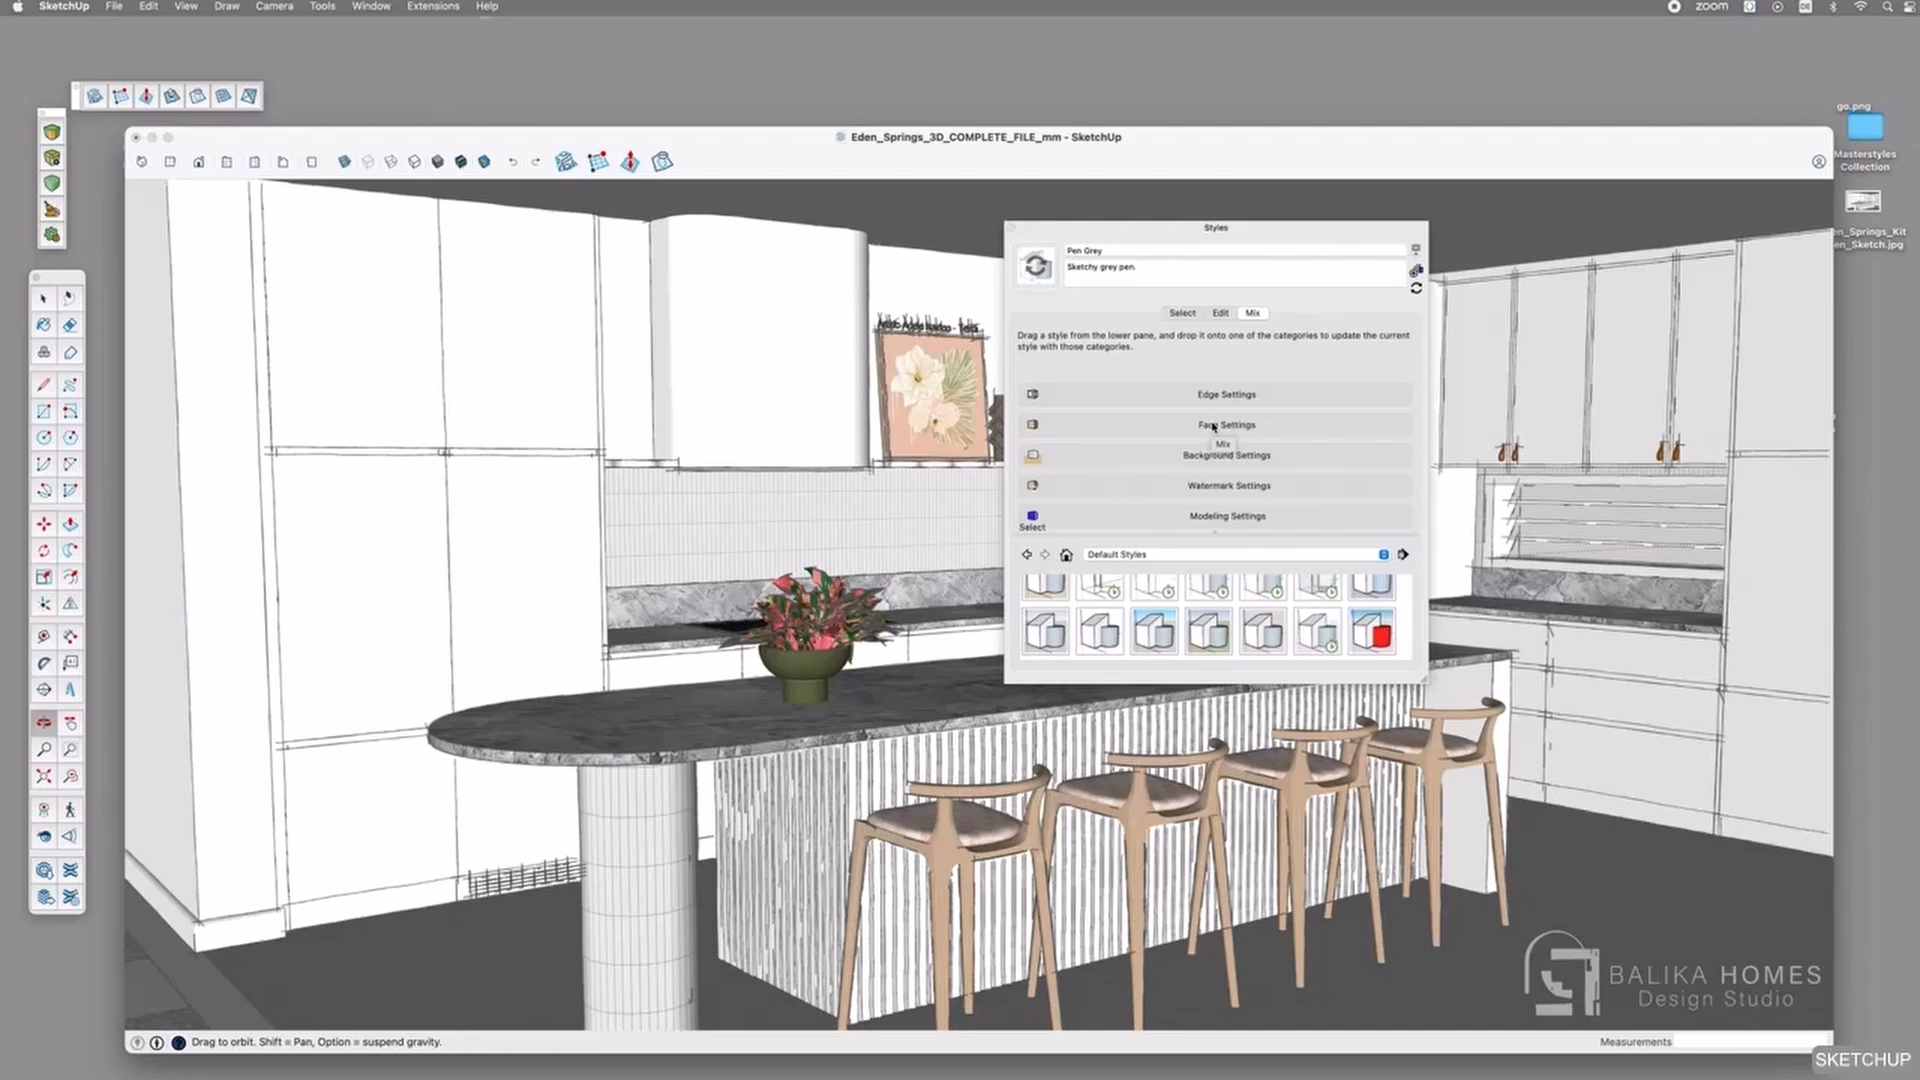 SketchUp File Edit View Draw Camera Tools Window Extensions Help
zoom
go.png
Masterstyles
Collection
en_Springs_Kit
en_Sketch.jpg
Eden_Springs_3D_COMPLETE_FILE_mm - SketchUp
Styles
Pen Grey
Sketchy grey pen.
Select Edit Mix
Drag a style from the lower pane, and drop it onto one of the categories to update the current
style with those categories.
Edge Settings
Face Settings
Mix
Background Settings
Watermark Settings
Modeling Settings
Select
Default Styles
BALIKA HOMES
Design Studio
Drag to orbit. Shift = Pan, Option = suspend gravity.
Measurements
SKETCHUP